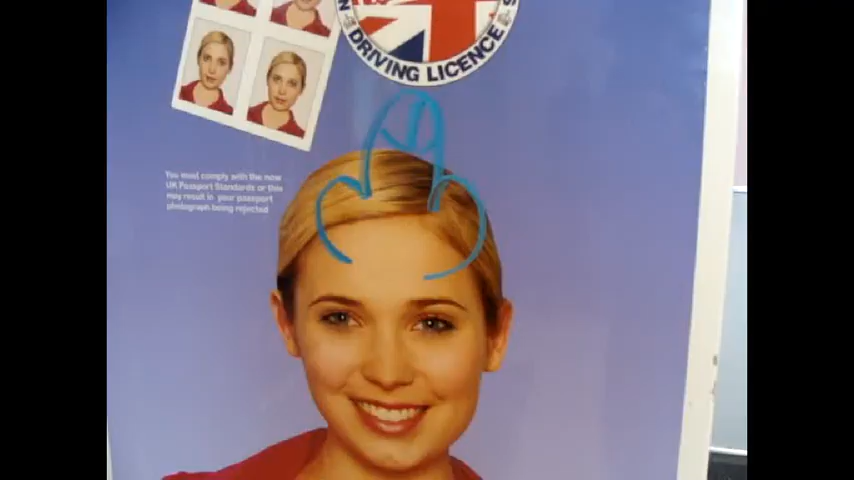 DRIVING LICENCE
You must comply with the new
UK Passport Standards or this
may result in your passport
photograph being rejected